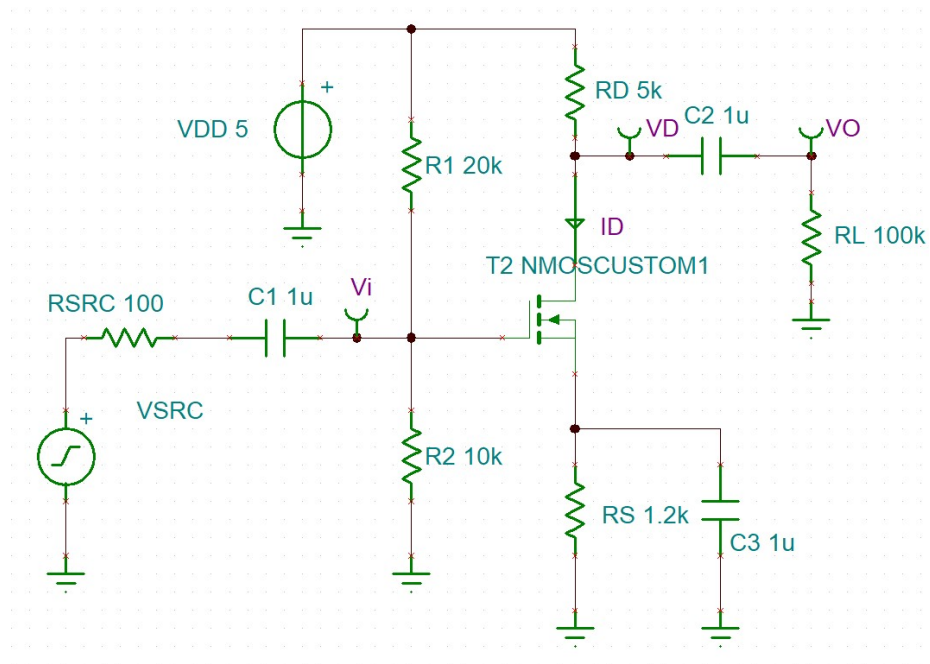 +
RD 5k
C2 1u
VDD 5
VD
VO
R1 20k
ID
RL 100k
T2 NMOSCUSTOM1
Vi
C1 1u
RSRC 100
VSRC
+
R2 10k
RS 1.2k
C3 1u